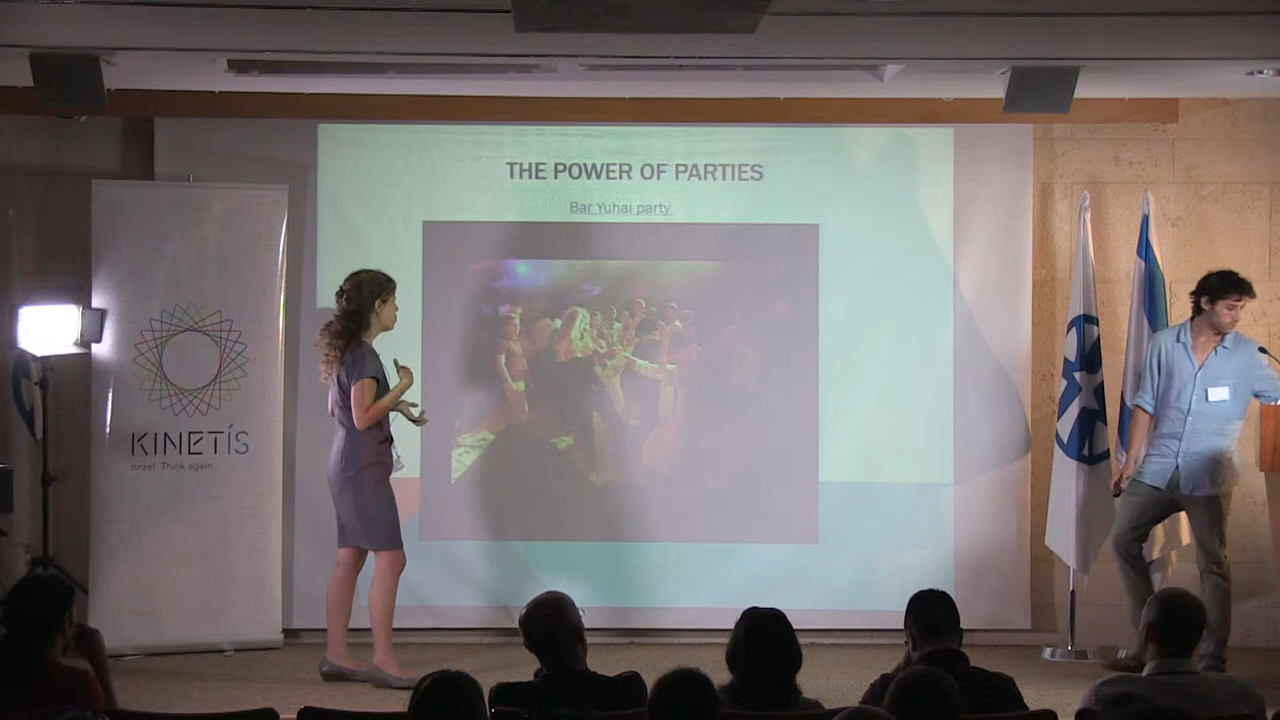 THE POWER OF PARTIES
Bar Yuhai party
KINETíS
Israel. Think again.